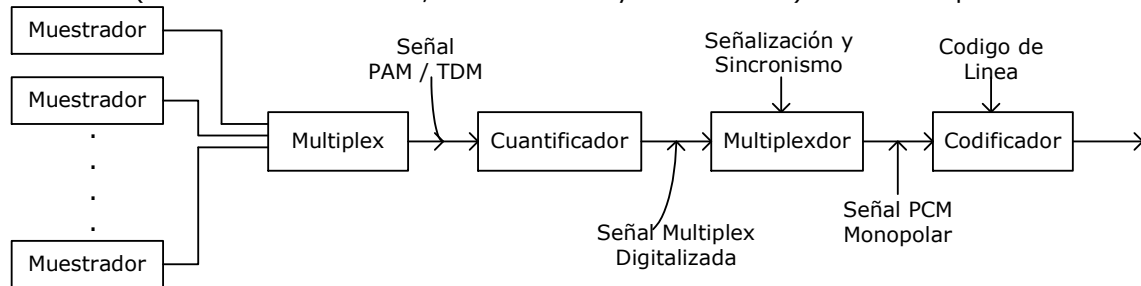 Muestrador
Muestrador
.
.
.
.
Muestrador
Multiplex
Señal
PAM / TDM
Cuantificador
Señal Multiplex
Digitalizada
Señalización y
Sincronismo
Multiplexdor
Señal PCM
Monopolar
Codigo de
Linea
Codificador